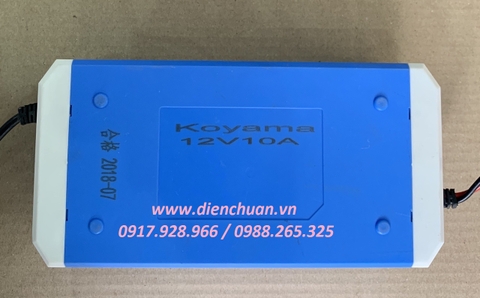 Koyama
12V10A
合格 2018-07
www.dienchuan.vn
0917.928.966 / 0988.265.325